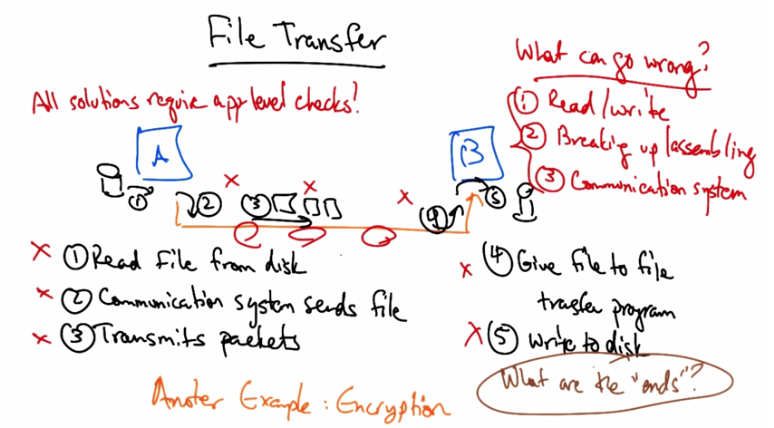 File Transfer
What can go wrong?
All solutions require app level checks!
① Read/write
② Breaking up/assembling
③ Communication system
A
B
①
②
③
④
⑤
① Read File from disk
② Communication system sends file
③ Transmits packets
④ Give file to file
trasfer program
⑤ Write to disk
What are the "ends"?
Anoter Example: Encryption